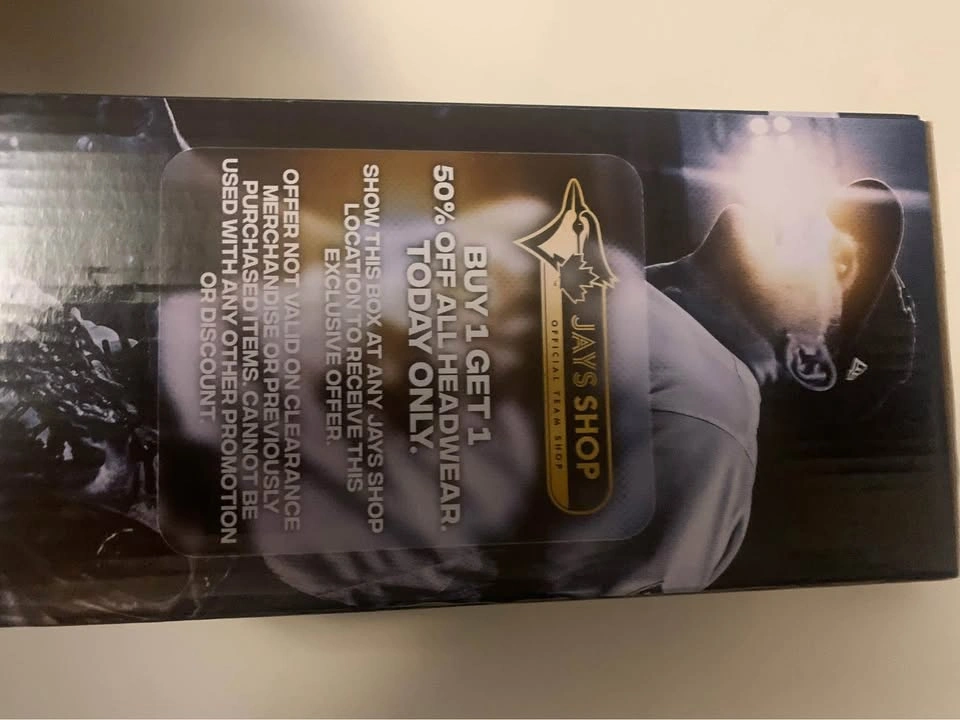 JAYS SHOP
OFFICIAL TEAM SHOP
BUY 1 GET 1
50% OFF ALL HEADWEAR.
TODAY ONLY.
SHOW THIS BOX AT ANY JAYS SHOP
LOCATION TO RECEIVE THIS
EXCLUSIVE OFFER.
OFFER NOT VALID ON CLEARANCE
MERCHANDISE OR PREVIOUSLY
PURCHASED ITEMS. CANNOT BE
USED WITH ANY OTHER PROMOTION
OR DISCOUNT.